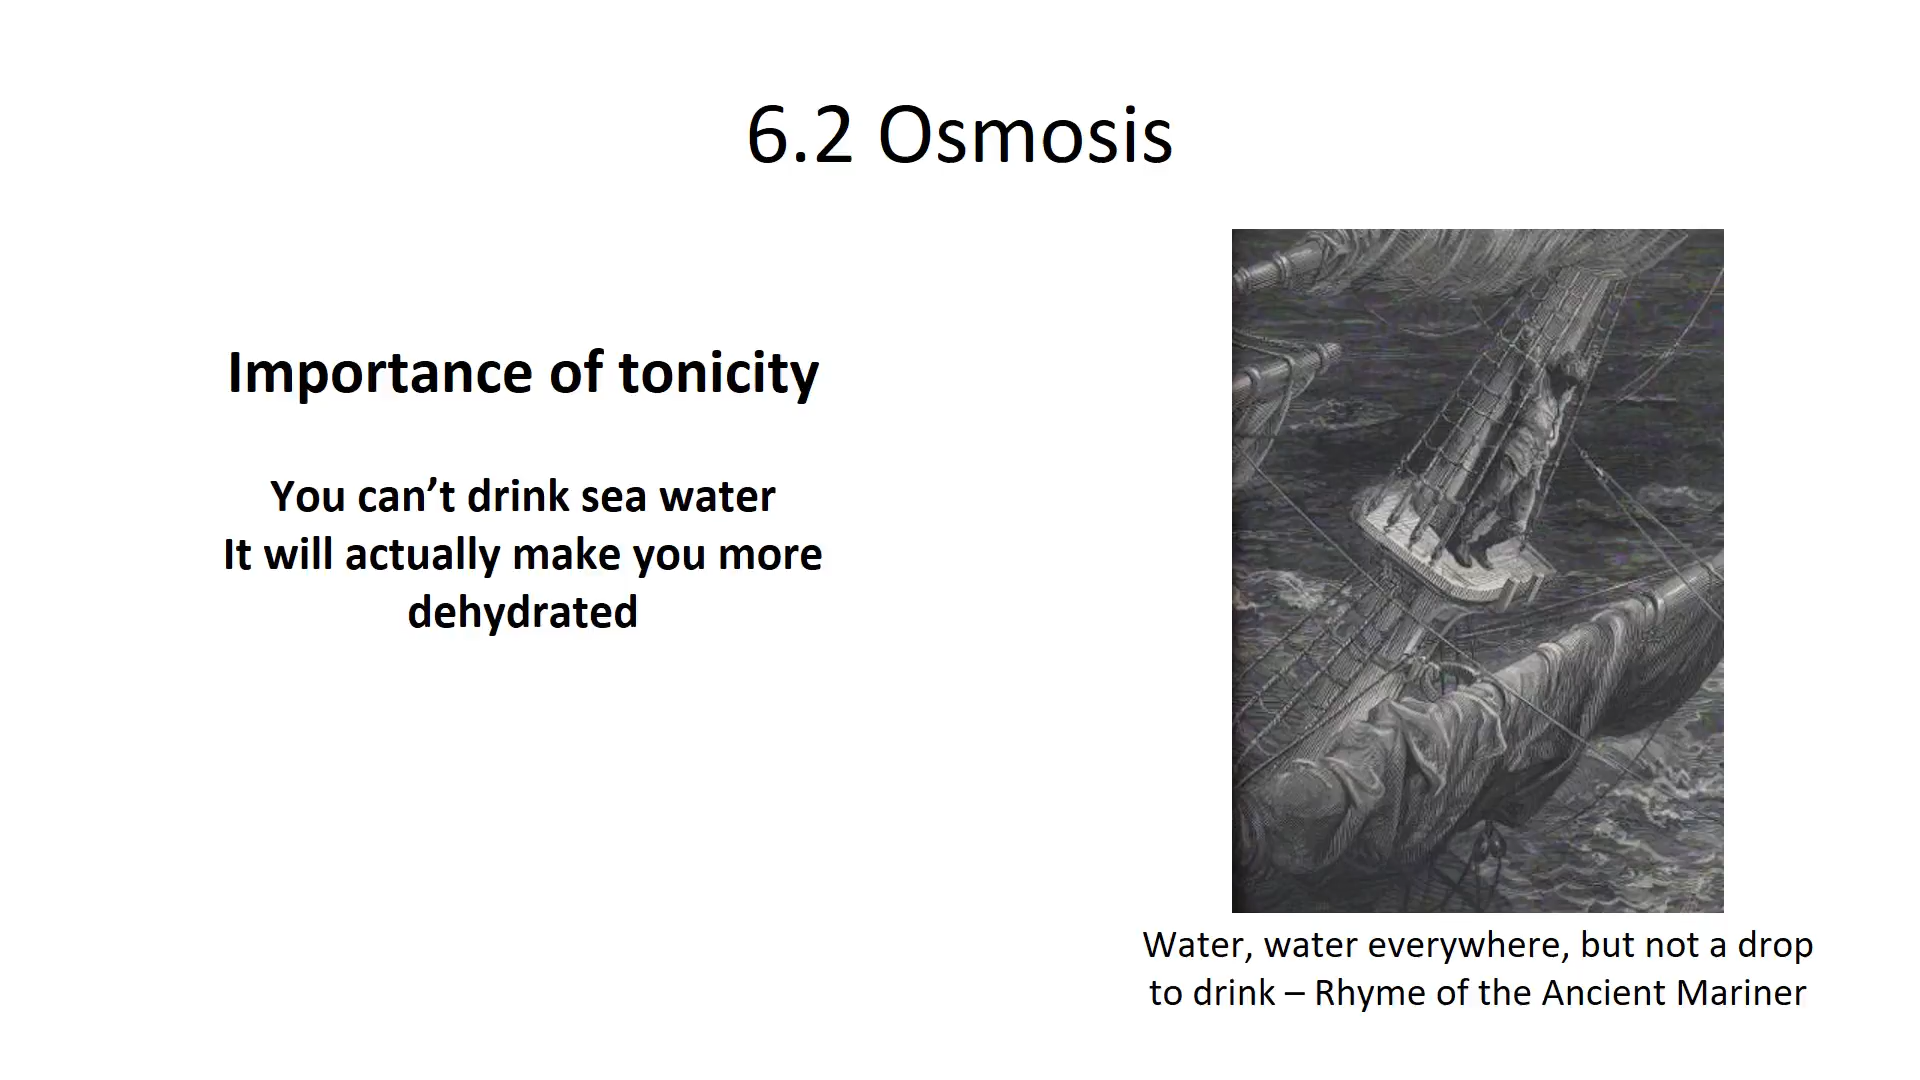 6.2 Osmosis
Importance of tonicity
You can’t drink sea water
It will actually make you more
dehydrated
Water, water everywhere, but not a drop
to drink – Rhyme of the Ancient Mariner